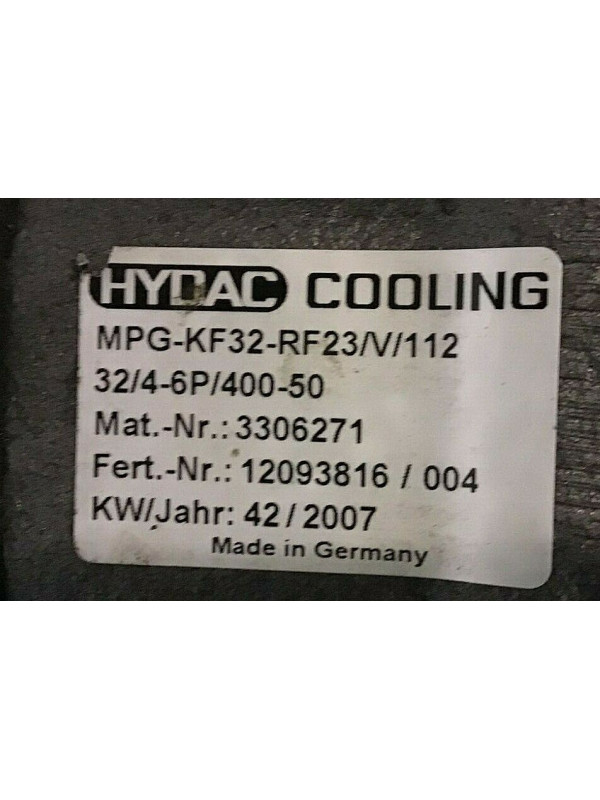 HYDAC COOLING
MPG-KF32-RF23/V/112
32/4-6P/400-50
Mat.-Nr.: 3306271
Fert.-Nr.: 12093816 / 004
KW/Jahr: 42 / 2007
Made in Germany